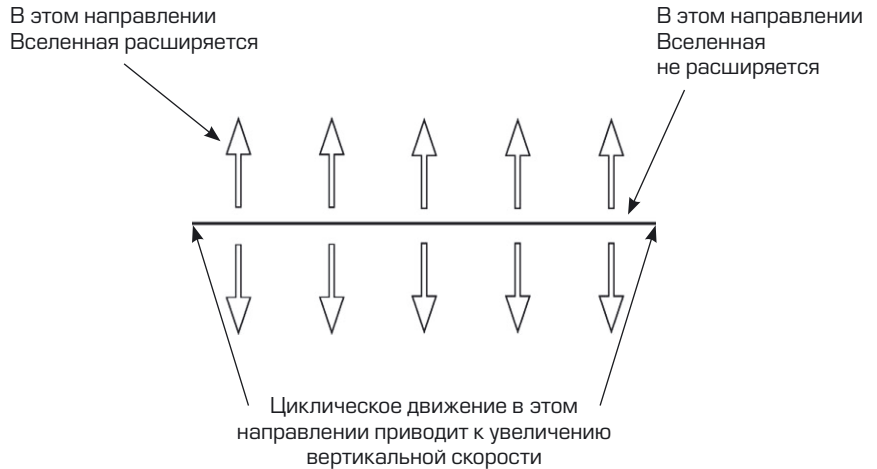 В этом направлении
Вселенная расширяется
В этом направлении
Вселенная
не расширяется
Циклическое движение в этом
направлении приводит к увеличению
вертикальной скорости